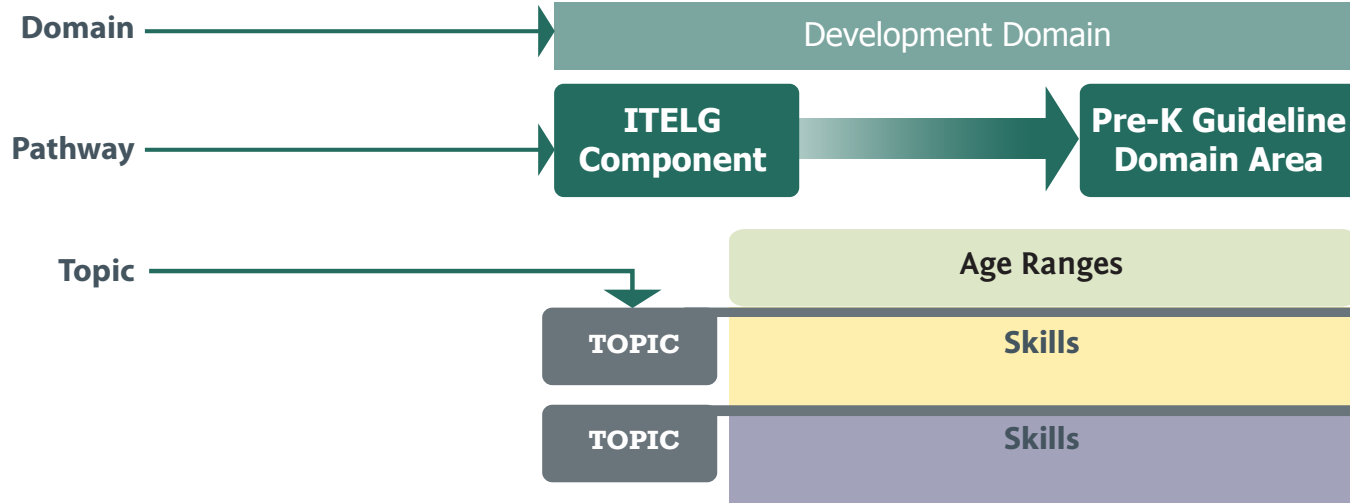 Domain
Development Domain
Pathway
ITELG
Component
Pre-K Guideline
Domain Area
Topic
Age Ranges
TOPIC
Skills
TOPIC
Skills